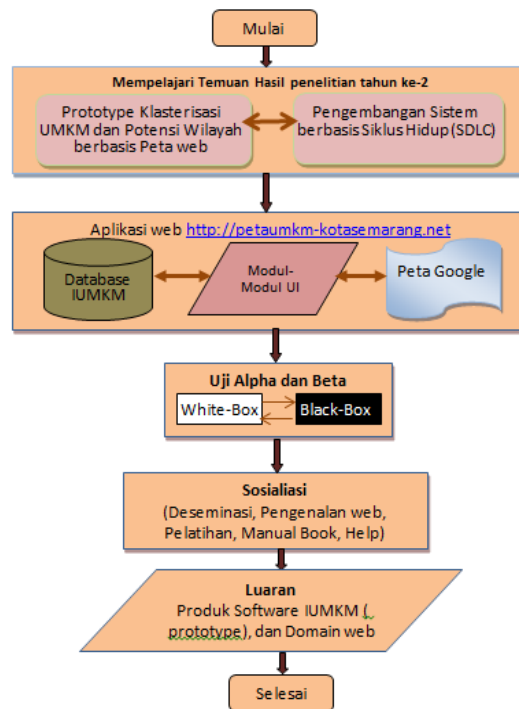 Mulai
Mempelajari Temuan Hasil penelitian tahun ke-2
Prototype Klasterisasi
UMKM dan Potensi Wilayah
berbasis Peta web
Pengembangan Sistem
berbasis Siklus Hidup (SDLC)
Aplikasi web http://petaumkm-kotasemarang.net
Database
IUMKM
Modul-
Modul UI
Peta Google
Uji Alpha dan Beta
White-Box
Black-Box
Sosialiasi
(Deseminasi, Pengenalan web,
Pelatihan, Manual Book, Help)
Luaran
Produk Software IUMKM (
prototype), dan Domain web
Selesai